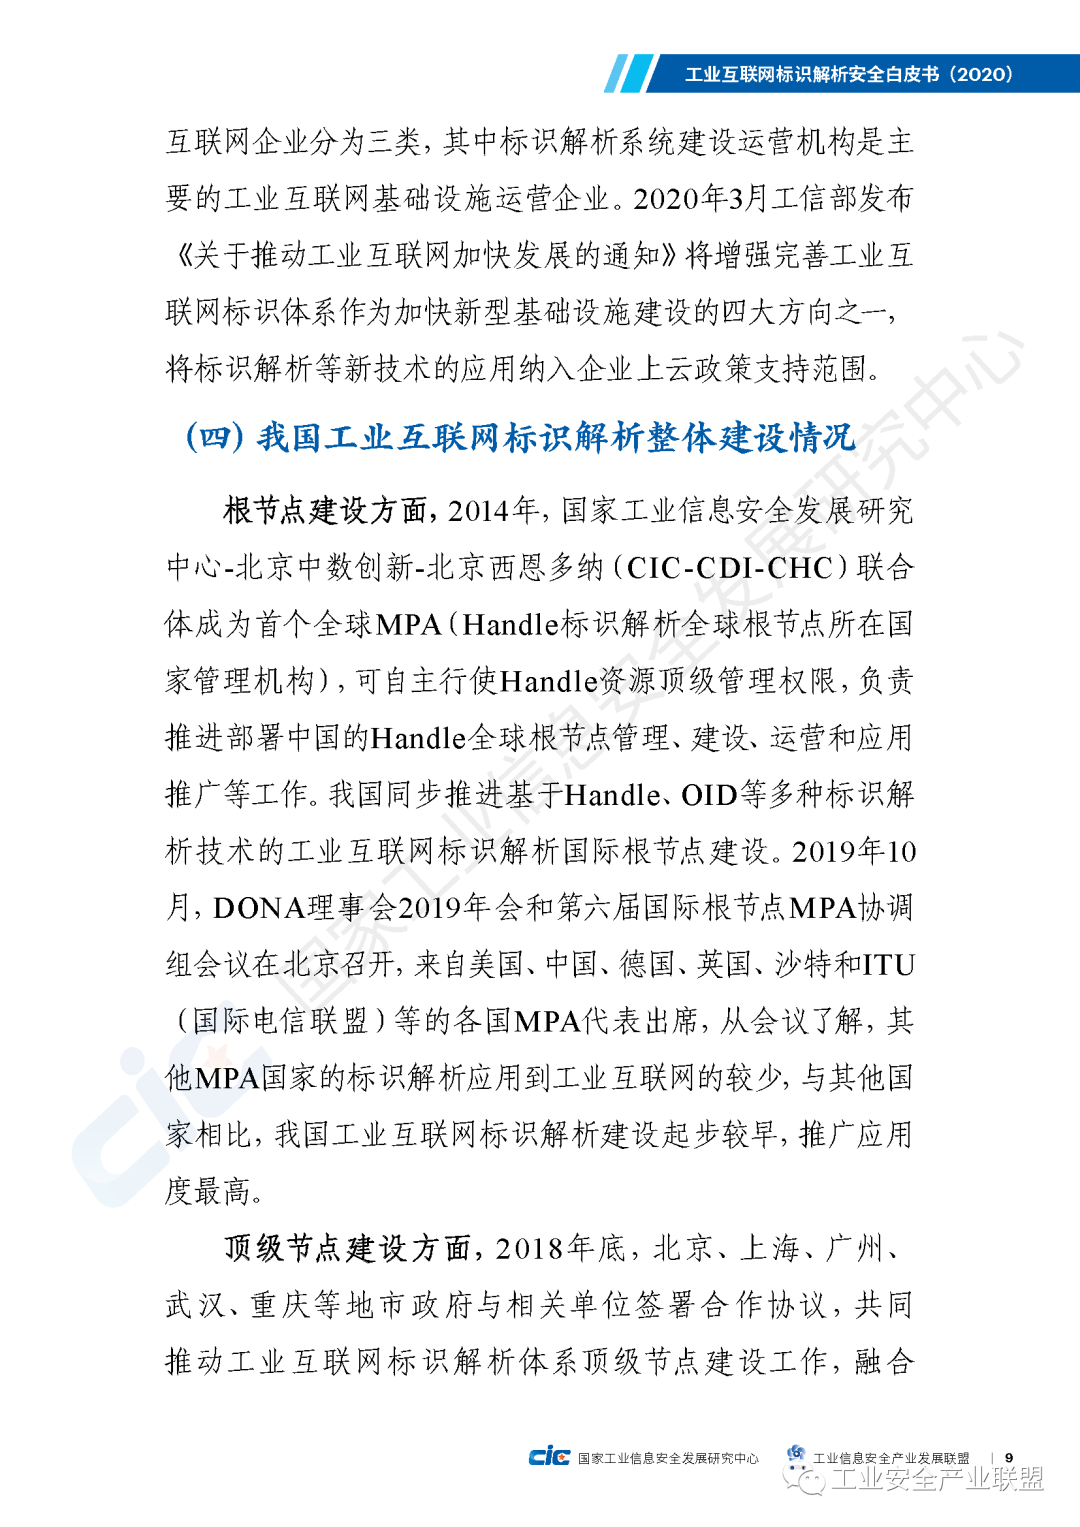 工业互联网标识解析安全白皮书（2020）
互联网企业分为三类，其中标识解析系统建设运营机构是主
要的工业互联网基础设施运营企业。2020年3月工信部发布
《关于推动工业互联网加快发展的通知》将增强完善工业互
联网标识体系作为加快新型基础设施建设的四大方向之一，
将标识解析等新技术的应用纳入企业上云政策支持范围。
（四）我国工业互联网标识解析整体建设情况
根节点建设方面，2014年，国家工业信息安全发展研究
中心-北京中数创新-北京西恩多纳（CIC-CDI-CHC）联合
体成为首个全球MPA（Handle标识解析全球根节点所在国
家管理机构），可自主行使Handle资源顶级管理权限，负责
推进部署中国的Handle全球根节点管理、建设、运营和应用
推广等工作。我国同步推进基于Handle、OID等多种标识解
析技术的工业互联网标识解析国际根节点建设。2019年10
月，DONA理事会2019年会和第六届国际根节点MPA协调
组会议在北京召开，来自美国、中国、德国、英国、沙特和ITU
（国际电信联盟）等的各国MPA代表出席，从会议了解，其
他MPA国家的标识解析应用到工业互联网的较少，与其他国
家相比，我国工业互联网标识解析建设起步较早，推广应用
度最高。
顶级节点建设方面，2018年底，北京、上海、广州、
武汉、重庆等地市政府与相关单位签署合作协议，共同
推动工业互联网标识解析体系顶级节点建设工作，融合
国家工业信息安全发展研究中心
CIC
CIC 国家工业信息安全发展研究中心 工业信息安全产业发展联盟 | 9
工业安全产业联盟